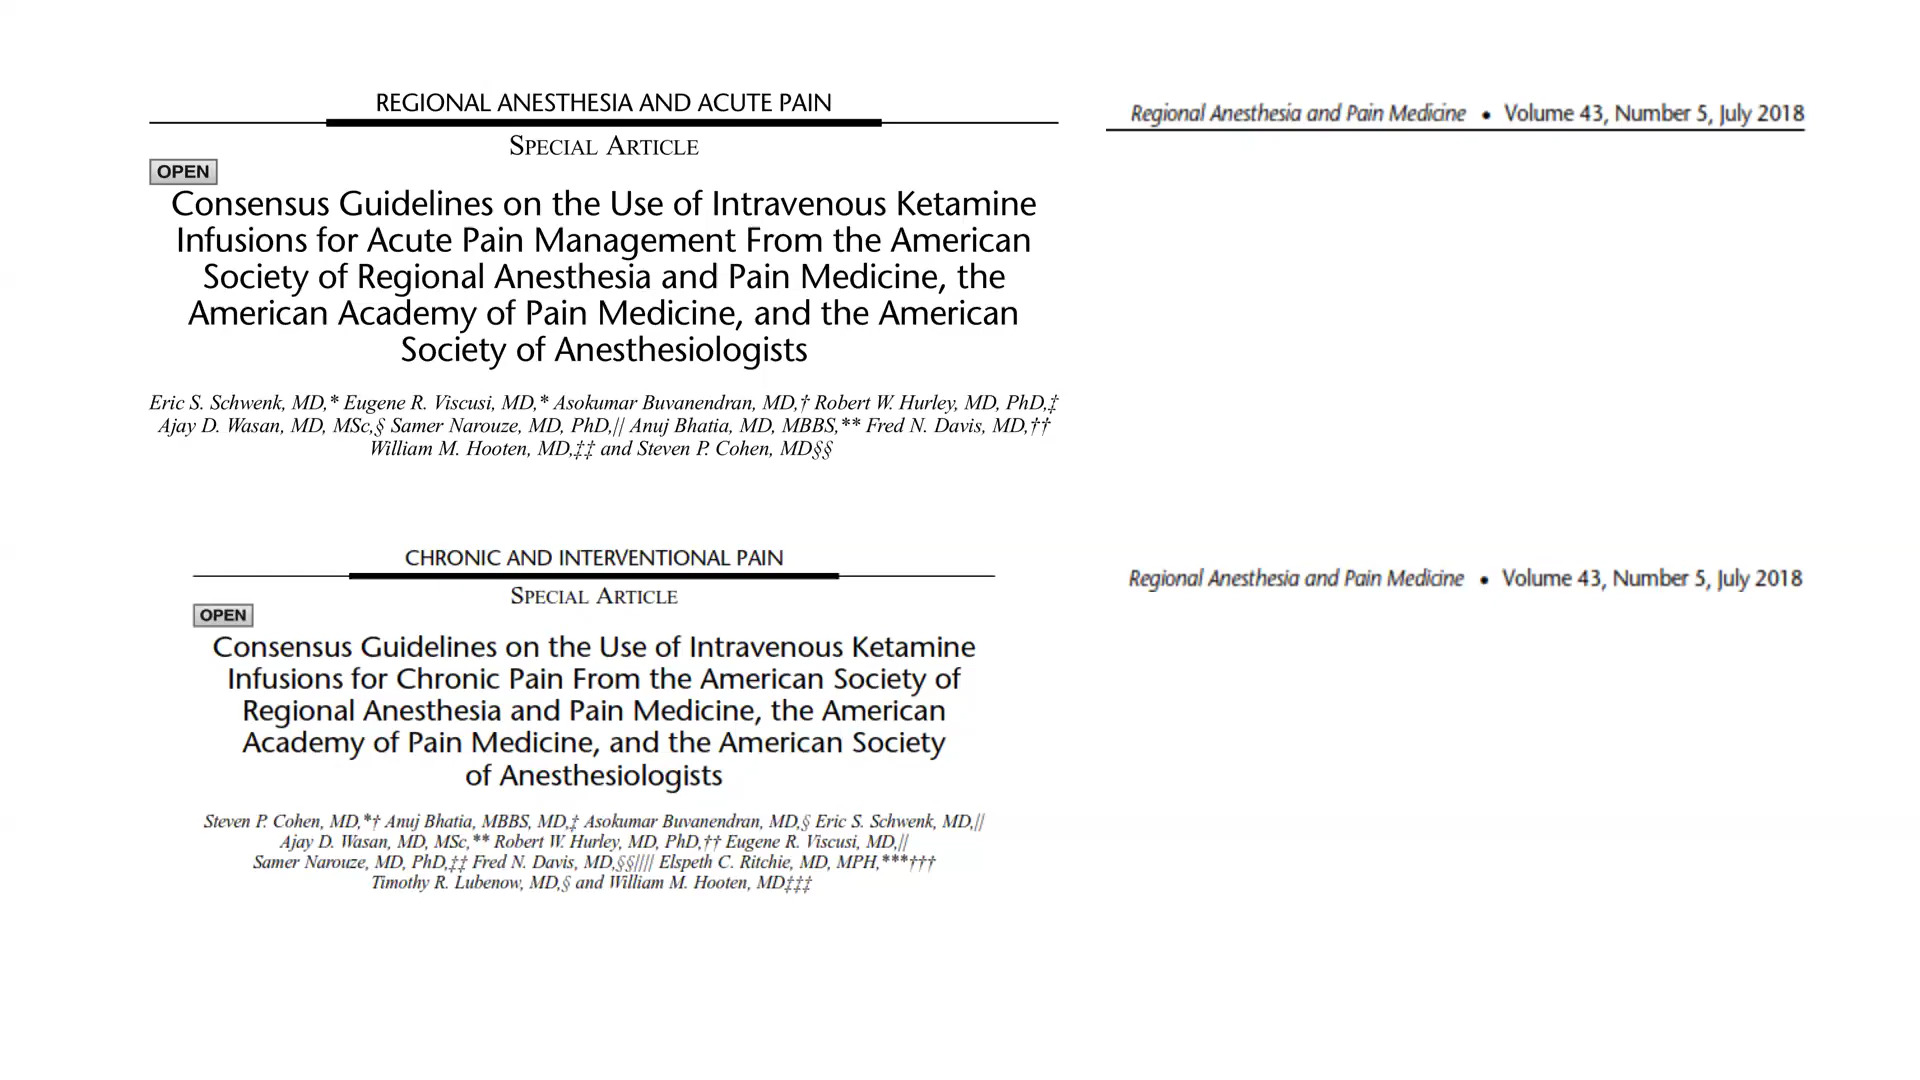 REGIONAL ANESTHESIA AND ACUTE PAIN
SPECIAL ARTICLE
OPEN
Consensus Guidelines on the Use of Intravenous Ketamine
Infusions for Acute Pain Management From the American
Society of Regional Anesthesia and Pain Medicine, the
American Academy of Pain Medicine, and the American
Society of Anesthesiologists
Eric S. Schwenk, MD,* Eugene R. Viscusi, MD,* Asokumar Buvanendran, MD,† Robert W. Hurley, MD, PhD,‡
Ajay D. Wasan, MD, MSc,§ Samer Narouze, MD, PhD,|| Anuj Bhatia, MD, MBBS,** Fred N. Davis, MD,††
William M. Hooten, MD,‡‡ and Steven P. Cohen, MD§§
Regional Anesthesia and Pain Medicine • Volume 43, Number 5, July 2018
CHRONIC AND INTERVENTIONAL PAIN
SPECIAL ARTICLE
OPEN
Consensus Guidelines on the Use of Intravenous Ketamine
Infusions for Chronic Pain From the American Society of
Regional Anesthesia and Pain Medicine, the American
Academy of Pain Medicine, and the American Society
of Anesthesiologists
Steven P. Cohen, MD,*† Anuj Bhatia, MBBS, MD,‡ Asokumar Buvanendran, MD,§ Eric S. Schwenk, MD,||
Ajay D. Wasan, MD, MSc,** Robert W. Hurley, MD, PhD,†† Eugene R. Viscusi, MD,||
Samer Narouze, MD, PhD,‡‡ Fred N. Davis, MD,§§|||| Elspeth C. Ritchie, MD, MPH,***†††
Timothy R. Lubenow, MD,§ and William M. Hooten, MD‡‡‡
Regional Anesthesia and Pain Medicine • Volume 43, Number 5, July 2018